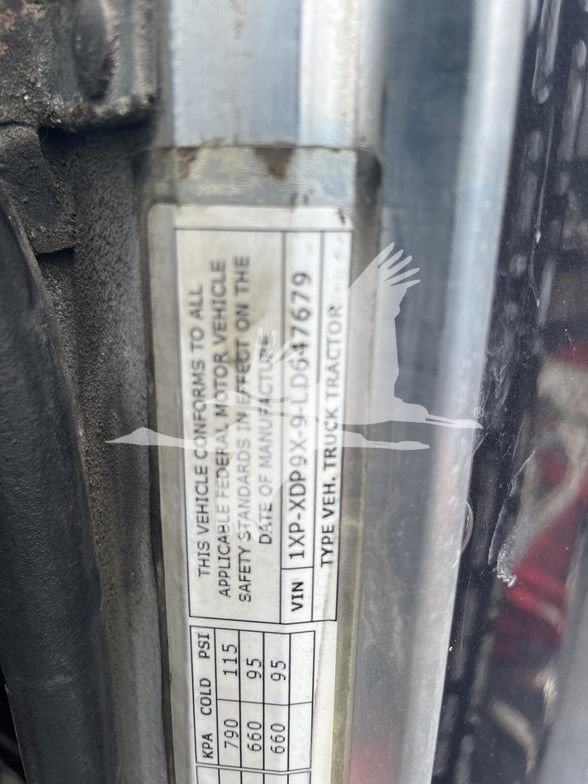 THIS VEHICLE CONFORMS TO ALL
APPLICABLE FEDERAL MOTOR VEHICLE
SAFETY STANDARDS IN EFFECT ON THE
DATE OF MANUFACTURE
VIN 1XP-XDP9X-9-LD647679
TYPE VEH. TRUCK TRACTOR
KPA COLD PSI
790 115
660 95
660 95